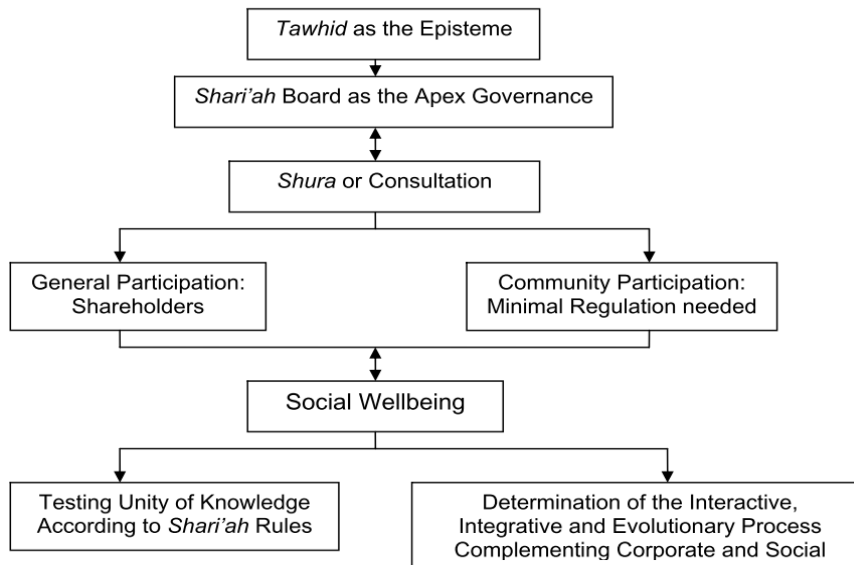 Tawhid as the Episteme
Shari'ah Board as the Apex Governance
Shura or Consultation
General Participation:
Shareholders
Community Participation:
Minimal Regulation needed
Social Wellbeing
Testing Unity of Knowledge
According to Shari'ah Rules
Determination of the Interactive,
Integrative and Evolutionary Process
Complementing Corporate and Social